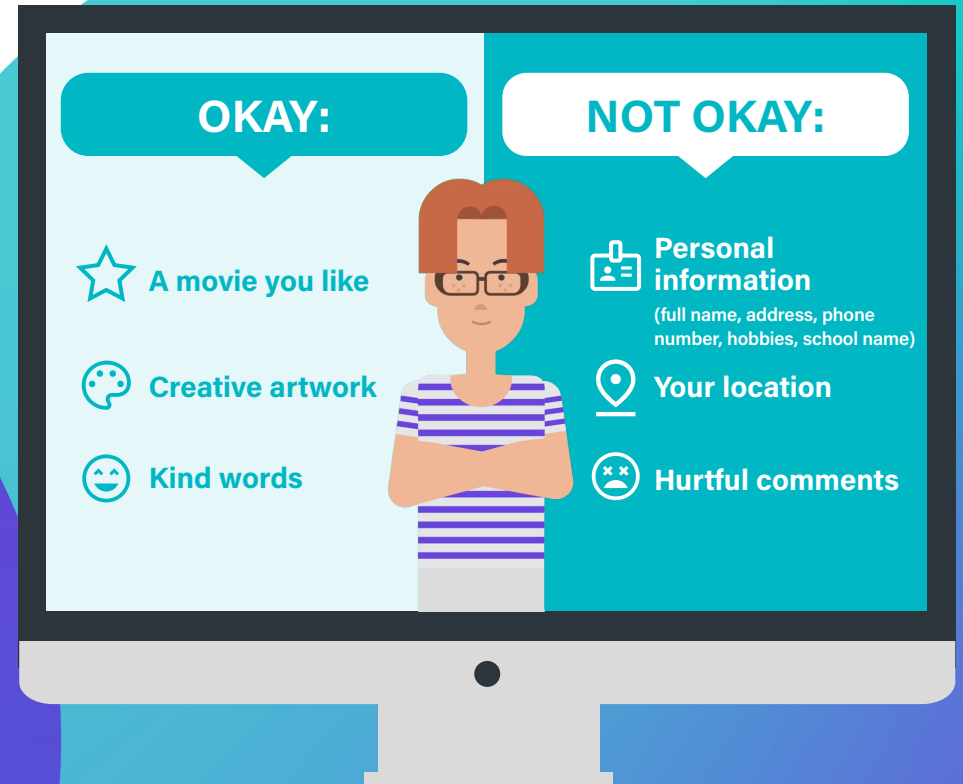 OKAY:
A movie you like
Creative artwork
Kind words
NOT OKAY:
Personal
information
(full name, address, phone
number, hobbies, school name)
Your location
Hurtful comments